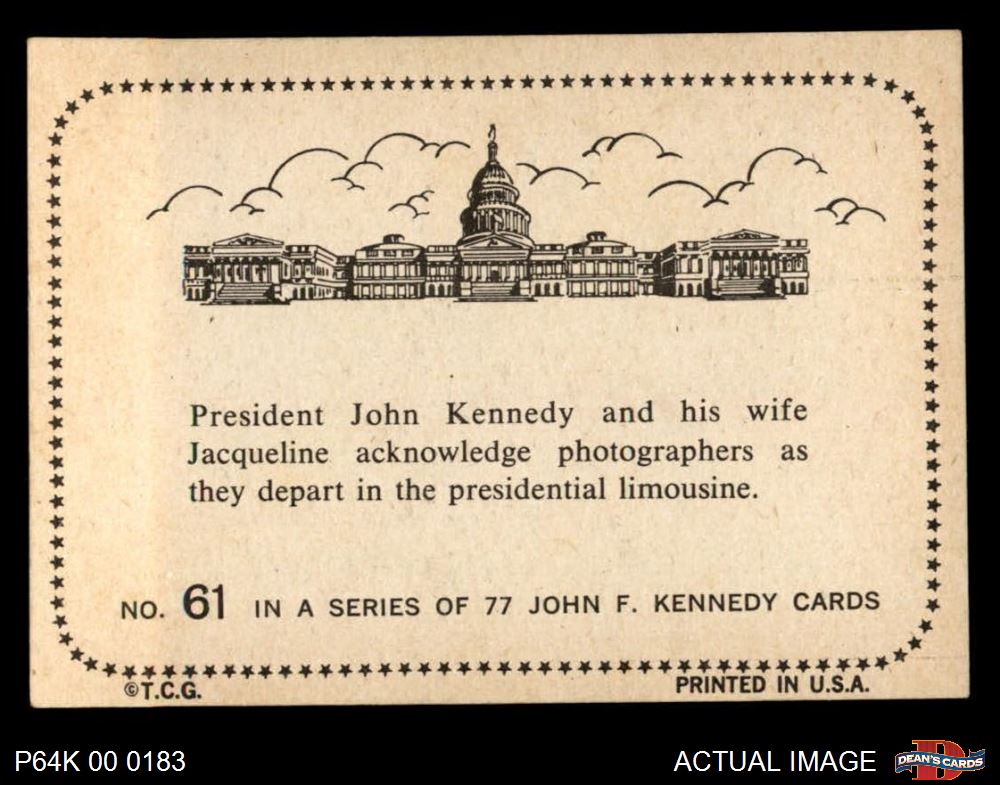 President John Kennedy and his wife
Jacqueline acknowledge photographers as
they depart in the presidential limousine.
NO. 61 IN A SERIES OF 77 JOHN F. KENNEDY CARDS
©T.C.G.
PRINTED IN U.S.A.
P64K 00 0183
ACTUAL IMAGE
D
DEAN'S CARDS